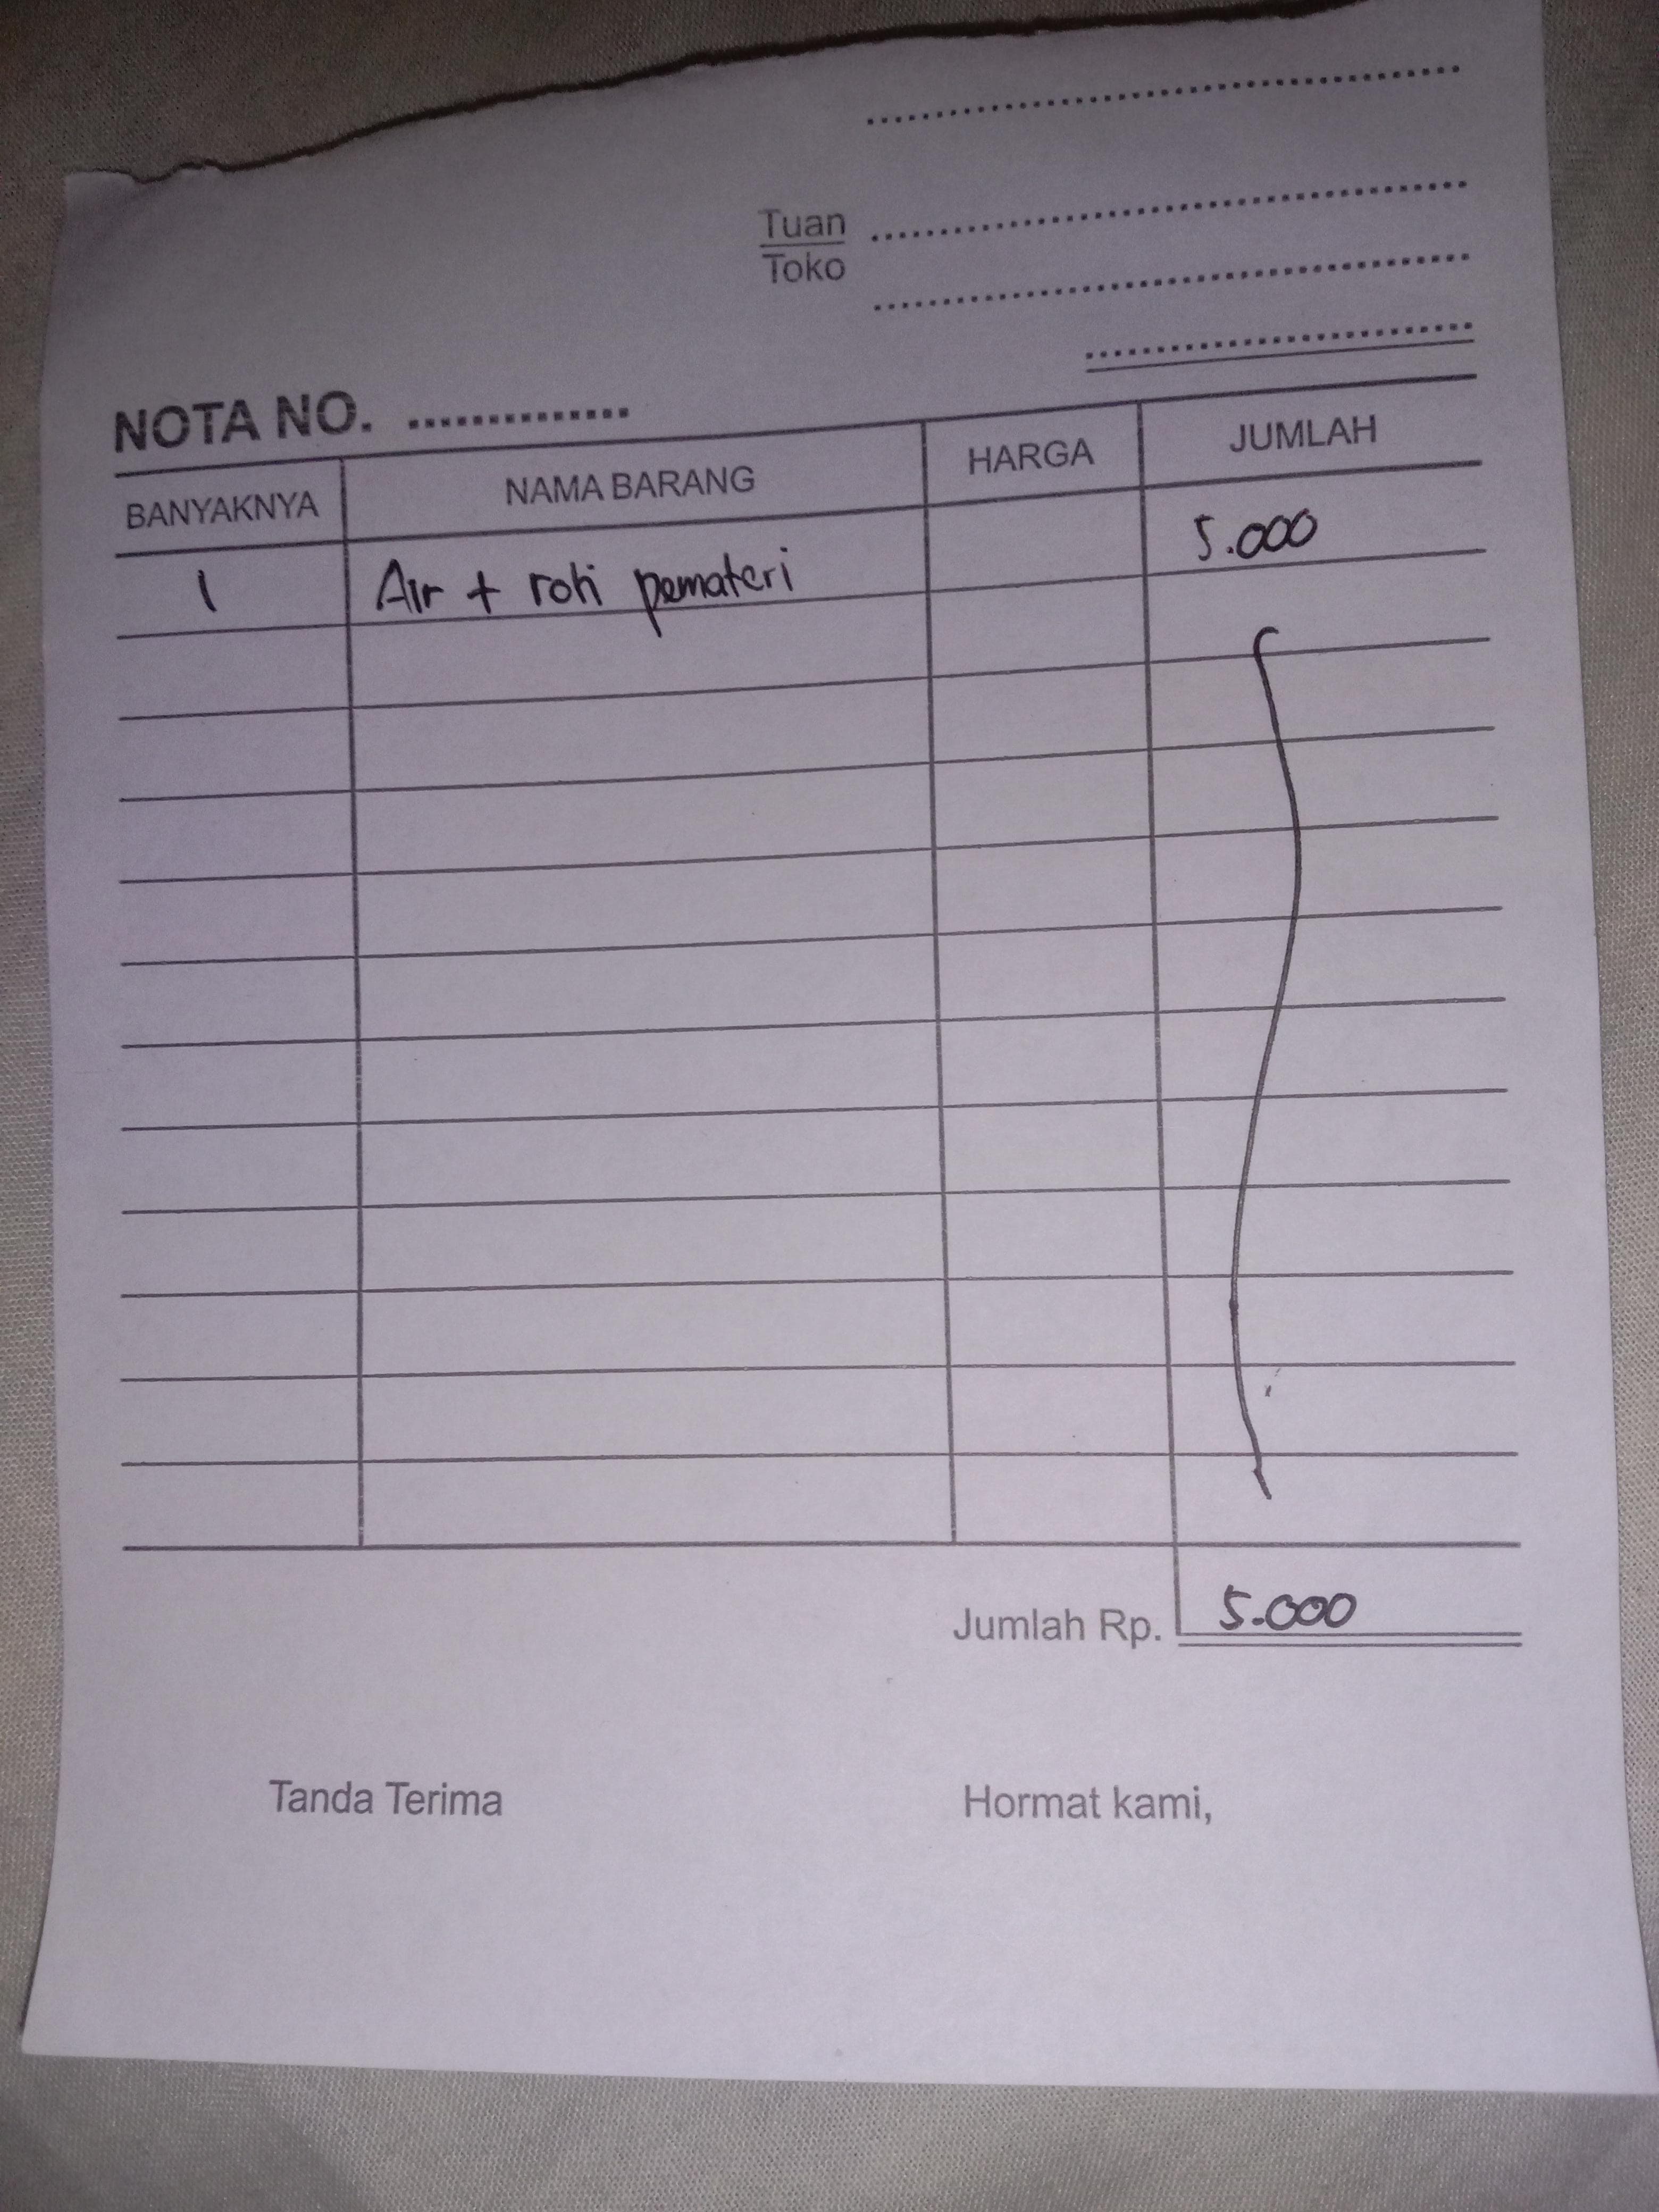 Tuan
Toko
NOTA NO. ..............
BANYAKNYA NAMA BARANG HARGA JUMLAH
1 Air + roti pemateri 5.000
Jumlah Rp. 5.000
Tanda Terima Hormat kami,